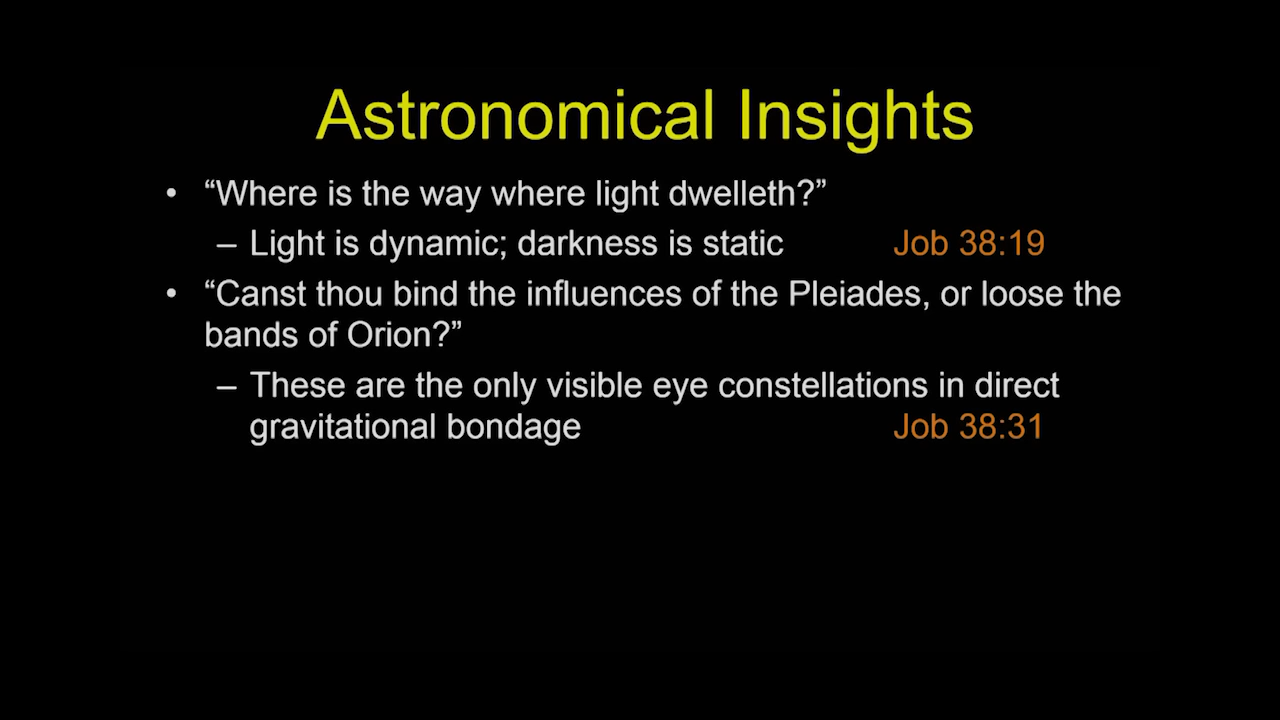 Astronomical Insights
• “Where is the way where light dwelleth?”
– Light is dynamic; darkness is static Job 38:19
• “Canst thou bind the influences of the Pleiades, or loose the
bands of Orion?”
– These are the only visible eye constellations in direct
gravitational bondage Job 38:31